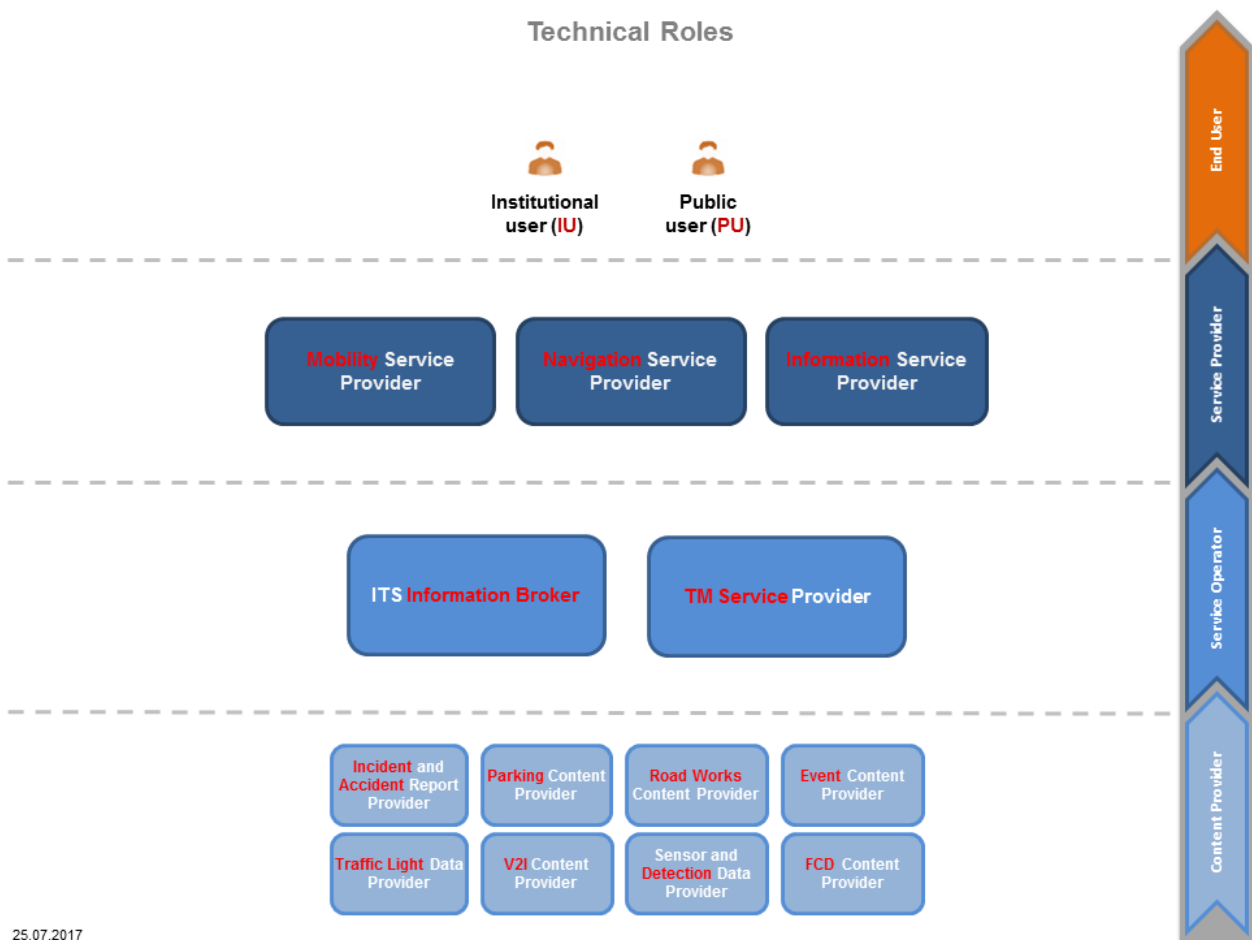 Technical Roles
End User
Institutional
user (IU)
Public
user (PU)
Service Provider
Mobility Service
Provider
Navigation Service
Provider
Information Service
Provider
Service Operator
ITS Information Broker
TM Service Provider
Content Provider
Incident and
Accident Report
Provider
Parking Content
Provider
Road Works
Content Provider
Event Content
Provider
Traffic Light Data
Provider
V2I Content
Provider
Sensor and
Detection Data
Provider
FCD Content
Provider
25.07.2017